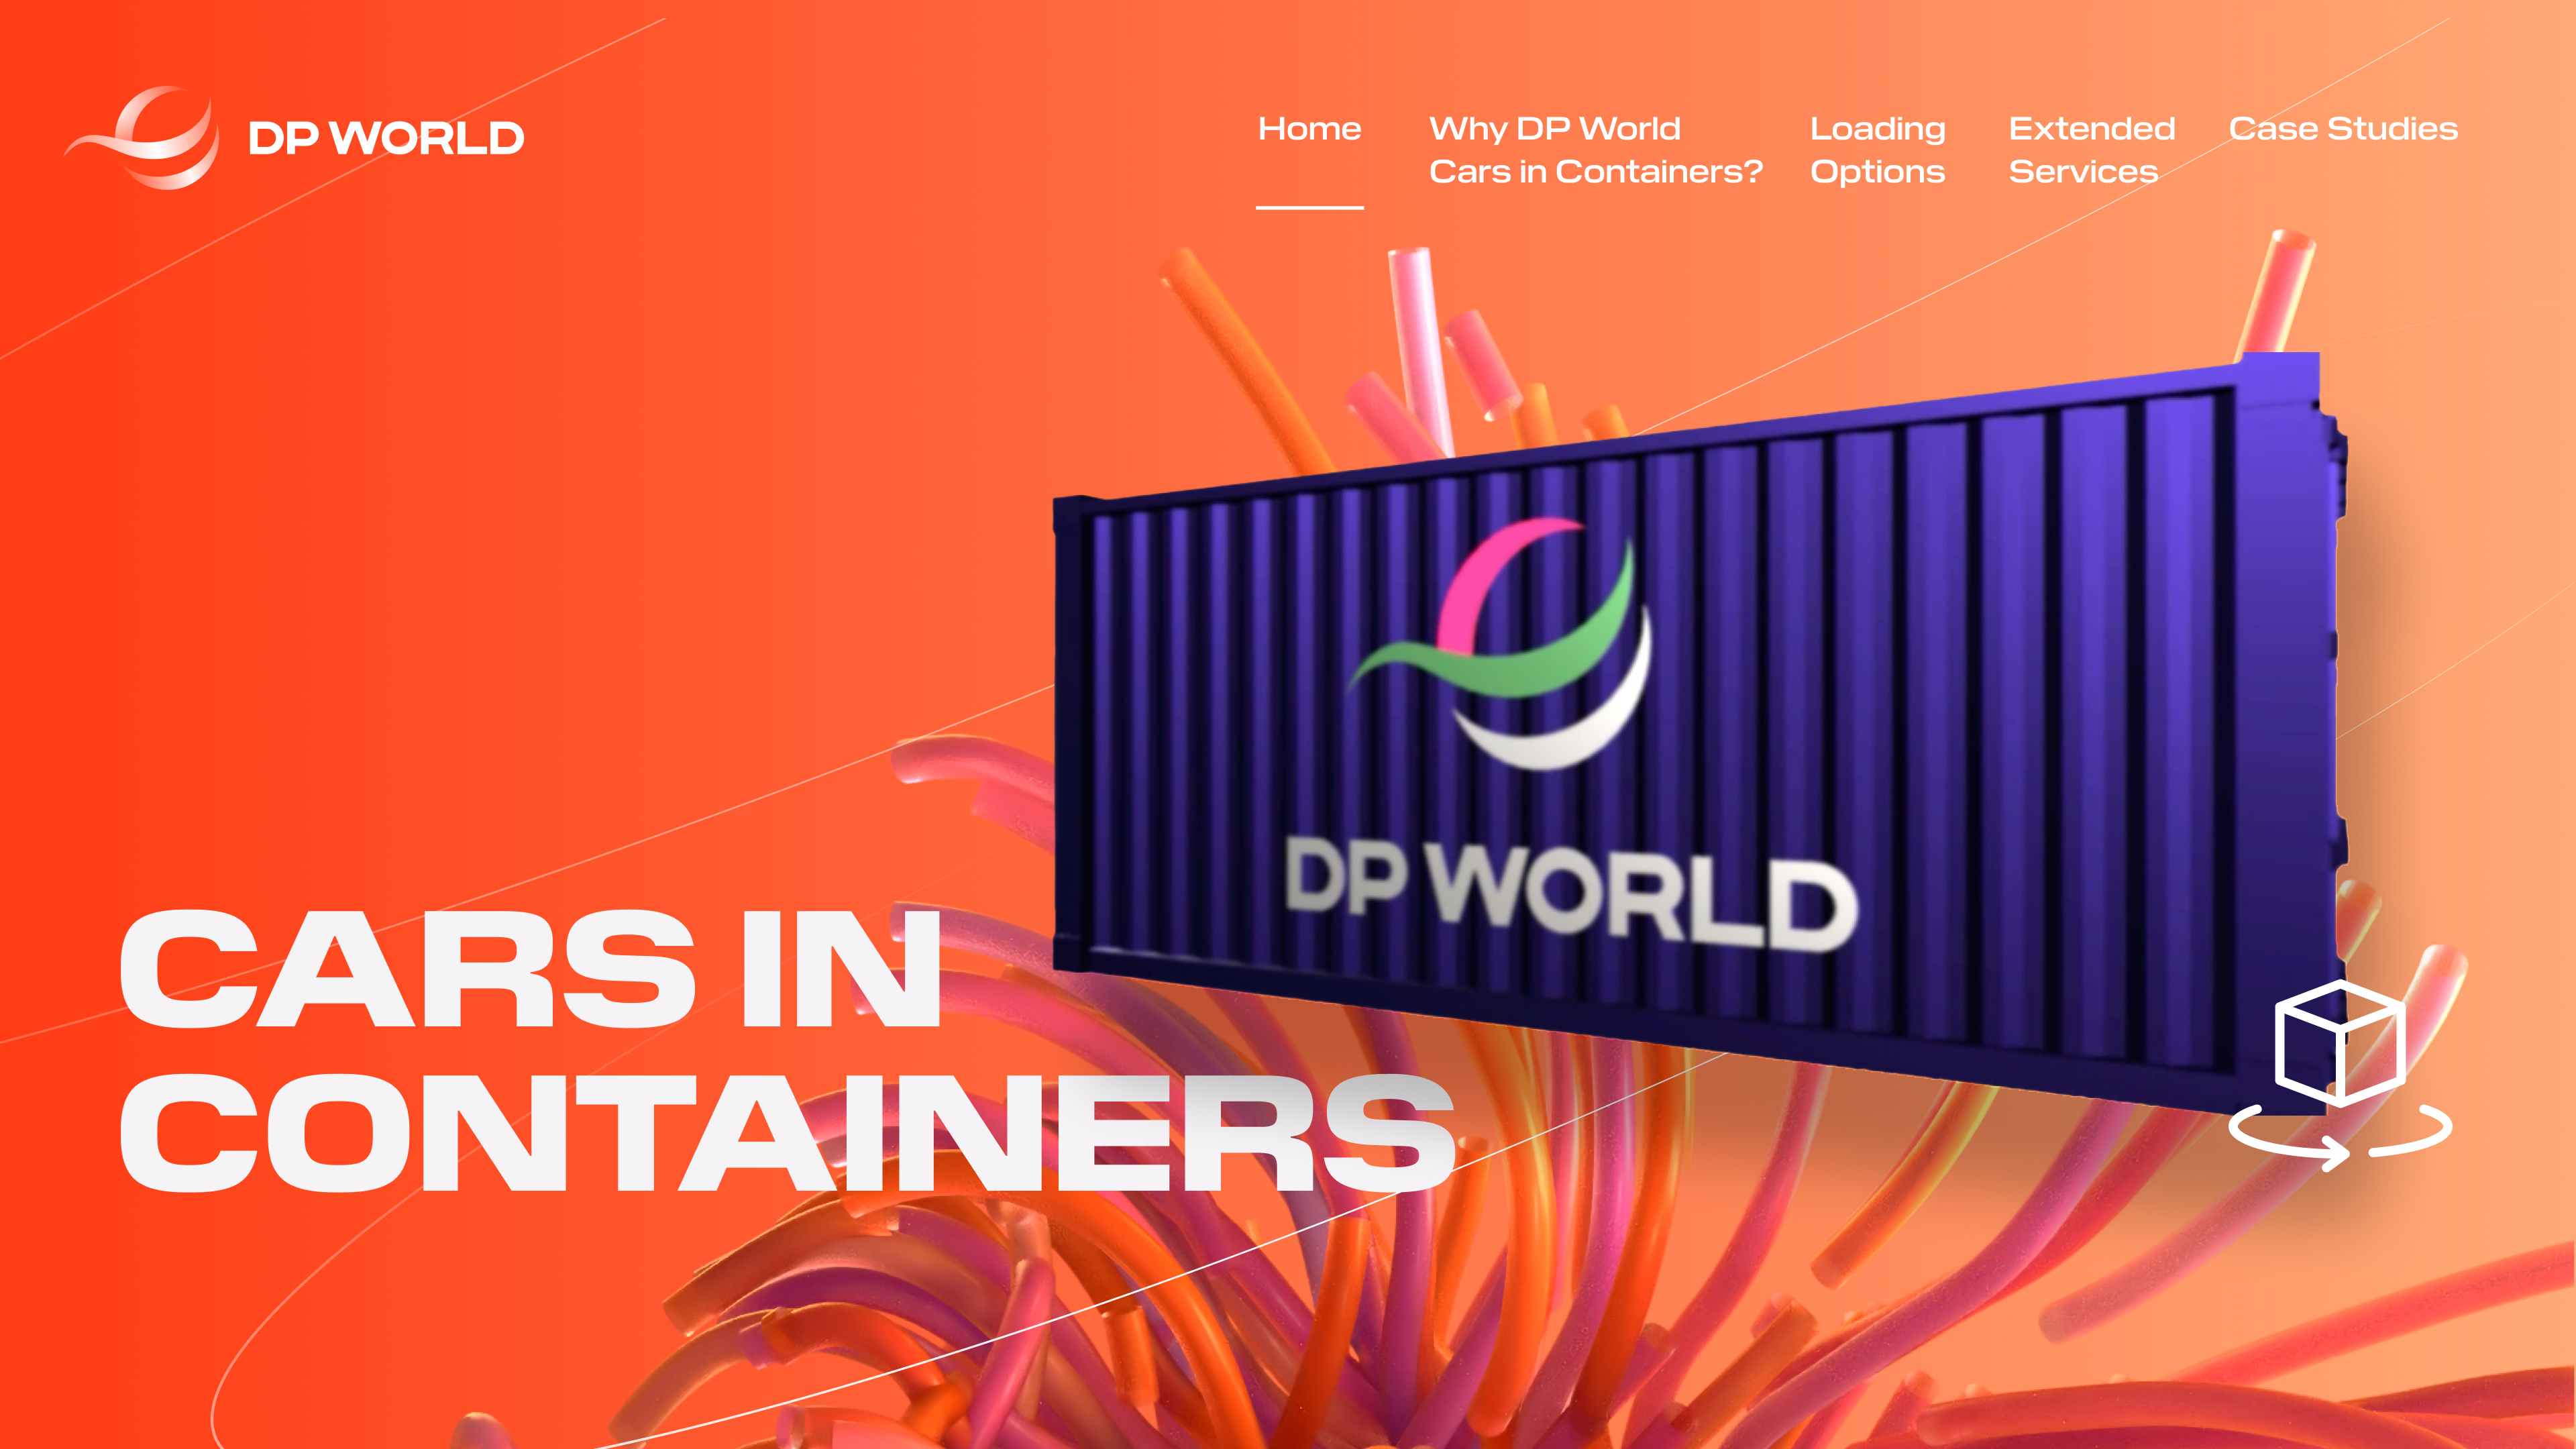 DP WORLD
Home
Why DP World
Cars in Containers?
Loading
Options
Extended
Services
Case Studies
DP WORLD
CARS IN
CONTAINERS